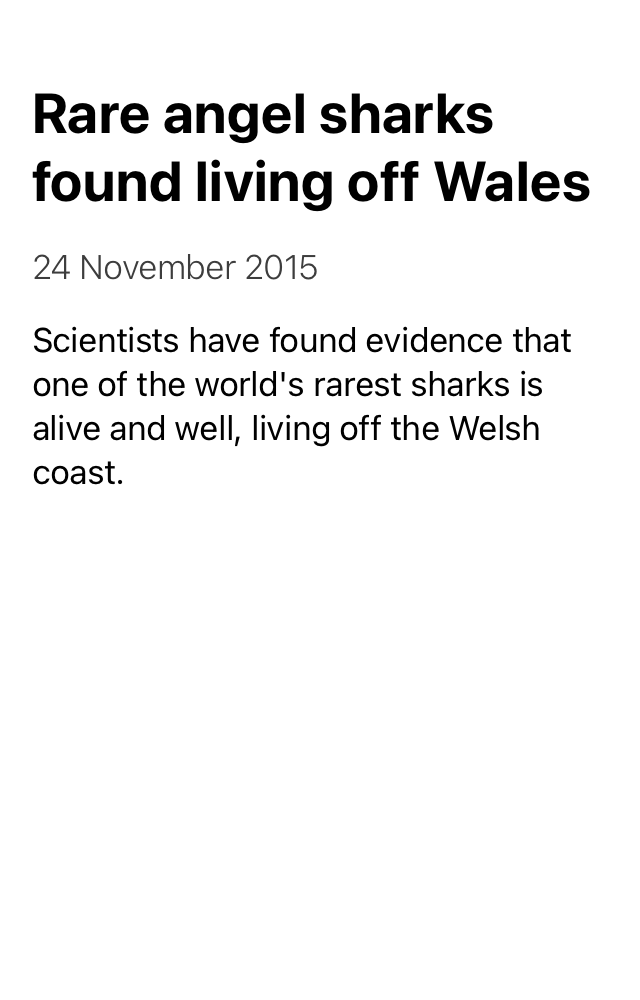 Rare angel sharks
found living off Wales
24 November 2015
Scientists have found evidence that
one of the world's rarest sharks is
alive and well, living off the Welsh
coast.